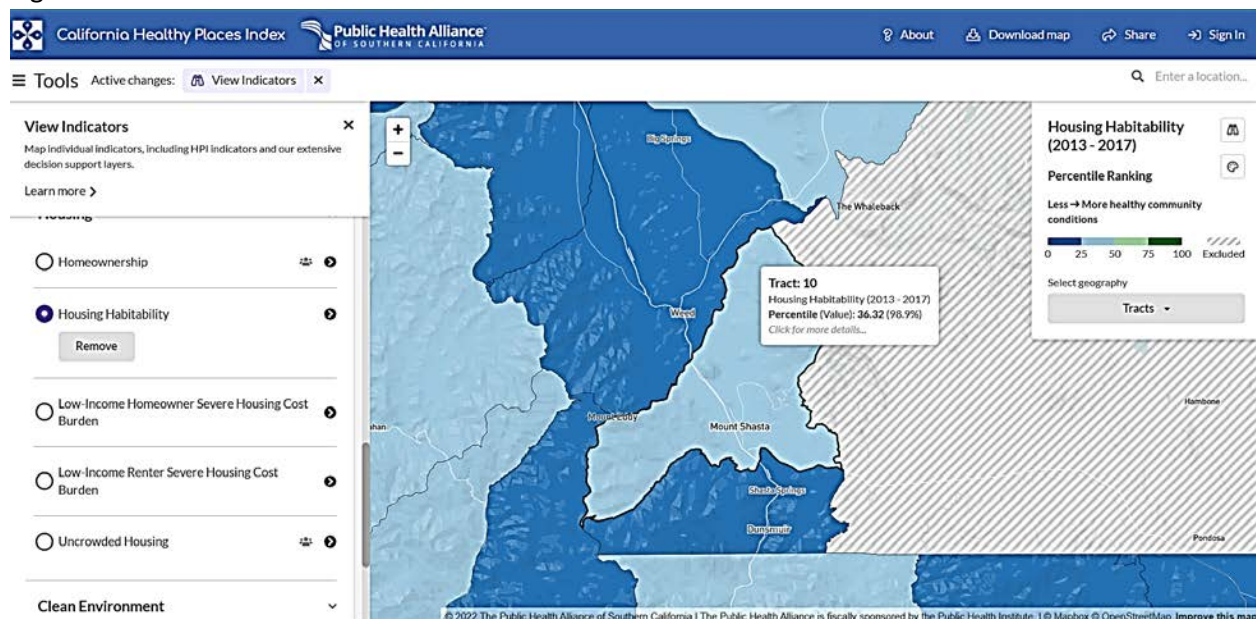 California Healthy Places Index
Public Health Alliance
OF SOUTHERN CALIFORNIA
About
Download map
Share
Sign In
Tools
Active changes:
View Indicators
Enter a location...
View Indicators
Map individual indicators, including HPI indicators and our extensive
decision support layers.
Learn more
Housing
Homeownership
Housing Habitability
Remove
Low-Income Homeowner Severe Housing Cost
Burden
Low-Income Renter Severe Housing Cost
Burden
Uncrowded Housing
Clean Environment
+
−
Big Springs
The Whaleback
Weed
Mount Eddy
Mount Shasta
Shasta Springs
Dunsmuir
Hambone
Pondosa
Tract: 10
Housing Habitability (2013 - 2017)
Percentile (Value): 36.32 (98.9%)
Click for more details...
Housing Habitability
(2013 - 2017)
Percentile Ranking
Less → More healthy community
conditions
0 25 50 75 100 Excluded
Select geography
Tracts
© 2022 The Public Health Alliance of Southern California | The Public Health Alliance is fiscally sponsored by the Public Health Institute. | © Mapbox © OpenStreetMap Improve this map